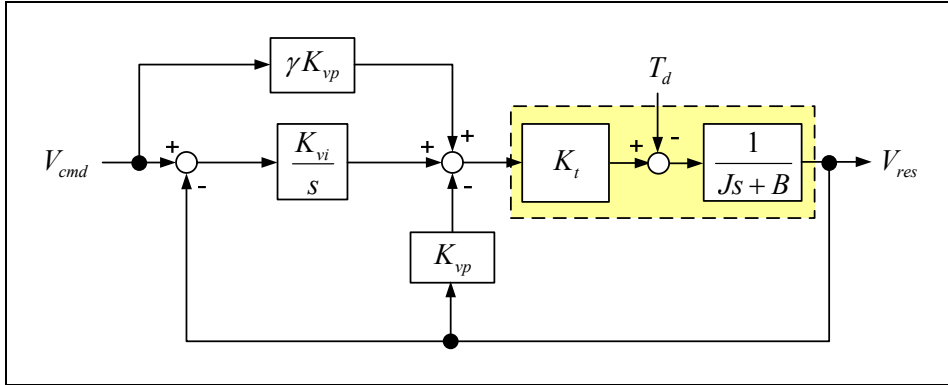 γK_vp
T_d
V_cmd
+
-
K_vi
s
+
+
-
K_t
+
-
1
Js + B
V_res
K_vp